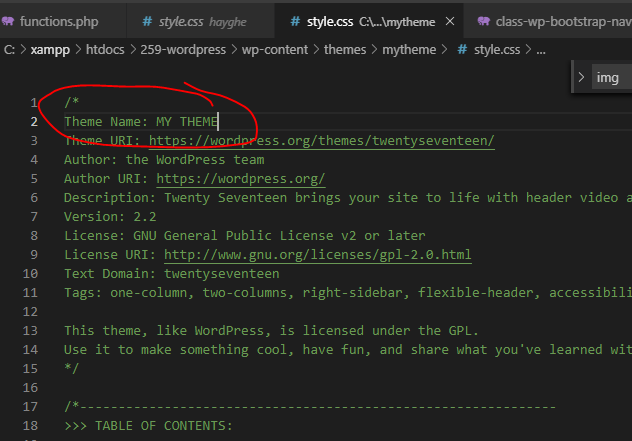 functions.php
# style.css hayghe
# style.css C:\...\mytheme ×
class-wp-bootstrap-nav
C: > xampp > htdocs > 259-wordpress > wp-content > themes > mytheme > # style.css > ...
> img
1 /*
2 Theme Name: MY THEME
3 Theme URI: https://wordpress.org/themes/twentyseventeen/
4 Author: the WordPress team
5 Author URI: https://wordpress.org/
6 Description: Twenty Seventeen brings your site to life with header video a
7 Version: 2.2
8 License: GNU General Public License v2 or later
9 License URI: http://www.gnu.org/licenses/gpl-2.0.html
10 Text Domain: twentyseventeen
11 Tags: one-column, two-columns, right-sidebar, flexible-header, accessibili
12
13 This theme, like WordPress, is licensed under the GPL.
14 Use it to make something cool, have fun, and share what you've learned wit
15 */
16
17 /*--------------------------------------------------------------
18 >>> TABLE OF CONTENTS: